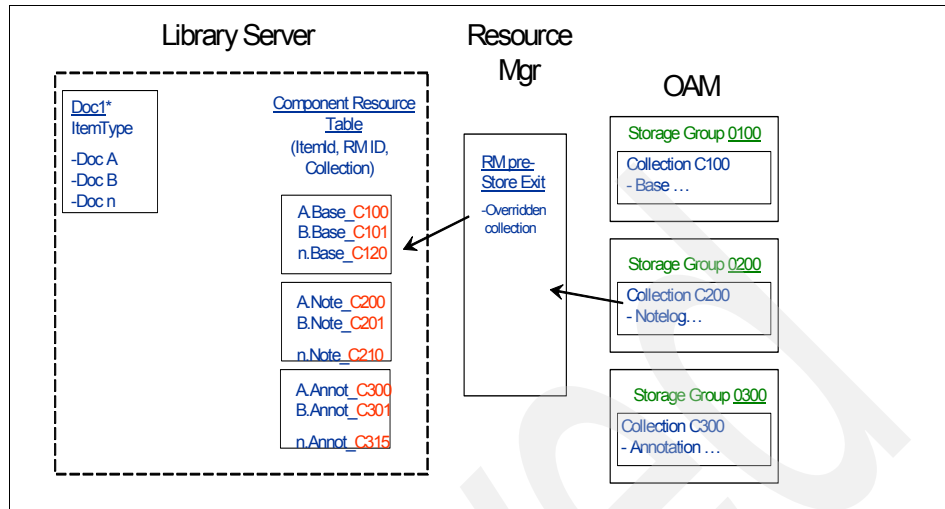 Library Server
Resource
Mgr
OAM
Doc1*
ItemType
-Doc A
-Doc B
-Doc n
Component Resource
Table
(ItemId, RM ID,
Collection)
A.Base_C100
B.Base_C101
n.Base_C120
A.Note_C200
B.Note_C201
n.Note_C210
A.Annot_C300
B.Annot_C301
n.Annot_C315
RM pre-
Store Exit
-Overridden
collection
Storage Group 0100
Collection C100
- Base ...
Storage Group 0200
Collection C200
- Notelog...
Storage Group 0300
Collection C300
- Annotation ...